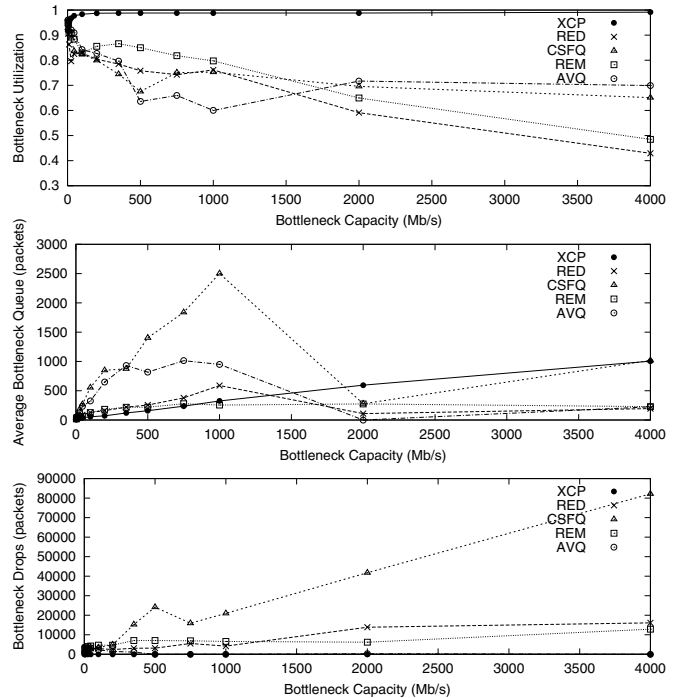 1
0.9
0.8
0.7
0.6
0.5
0.4
0.3
Bottleneck Utilization
XCP
RED
CSFQ
REM
AVQ
0 500 1000 1500 2000 2500 3000 3500 4000
Bottleneck Capacity (Mb/s)
3000
2500
2000
1500
1000
500
0
Average Bottleneck Queue (packets)
XCP
RED
CSFQ
REM
AVQ
0 500 1000 1500 2000 2500 3000 3500 4000
Bottleneck Capacity (Mb/s)
90000
80000
70000
60000
50000
40000
30000
20000
10000
0
Bottleneck Drops (packets)
XCP
RED
CSFQ
REM
AVQ
0 500 1000 1500 2000 2500 3000 3500 4000
Bottleneck Capacity (Mb/s)